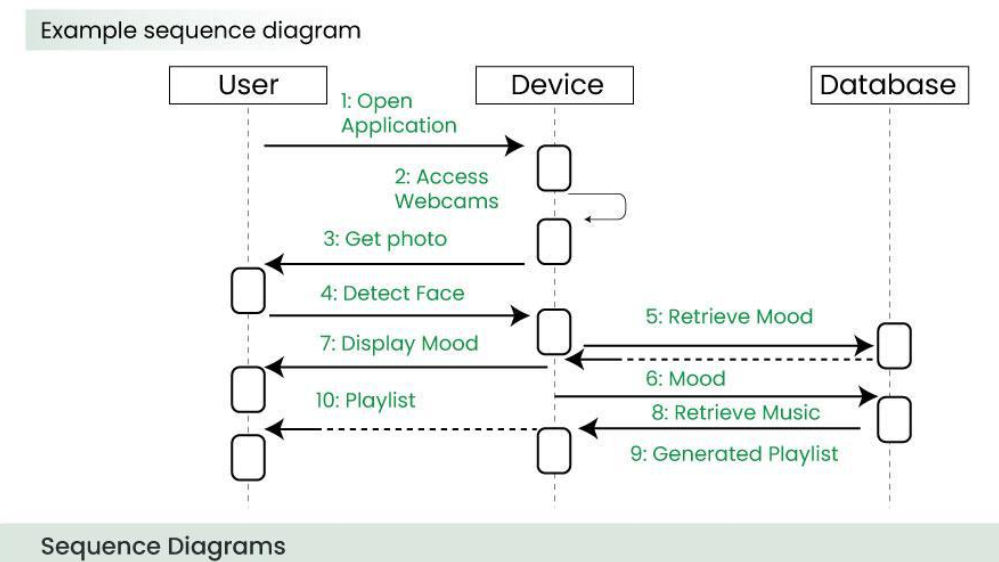 Example sequence diagram
User
Device
Database
1: Open
Application
2: Access
Webcams
3: Get photo
4: Detect Face
5: Retrieve Mood
7: Display Mood
6: Mood
10: Playlist
8: Retrieve Music
9: Generated Playlist
Sequence Diagrams